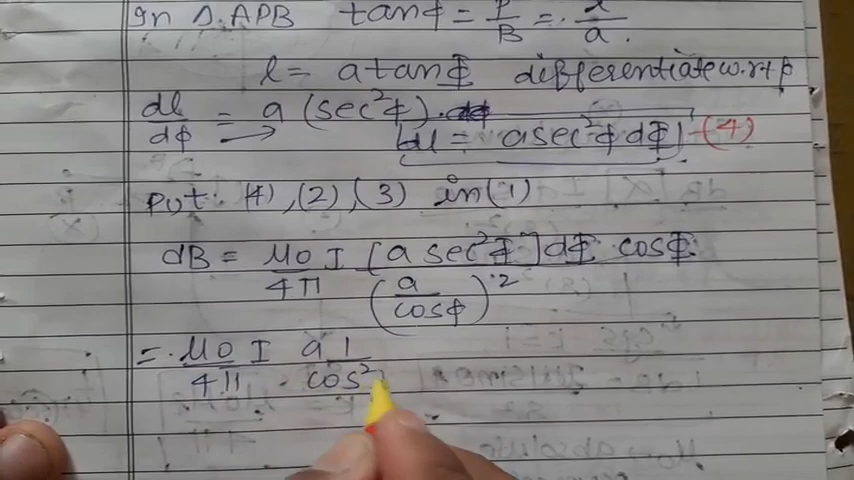 In Δ APB tanϕ = P/B = l/a.
l = a tanϕ differentiate w.r.t ϕ
dl/dϕ = a (sec²ϕ).
dl = a sec²ϕ dϕ -(4)
Put (4), (2), (3) in (1)
dB = μ0/4π I [a sec²ϕ] dϕ cosϕ / (a/cosϕ)²
= μ0/4π I a 1/cos²